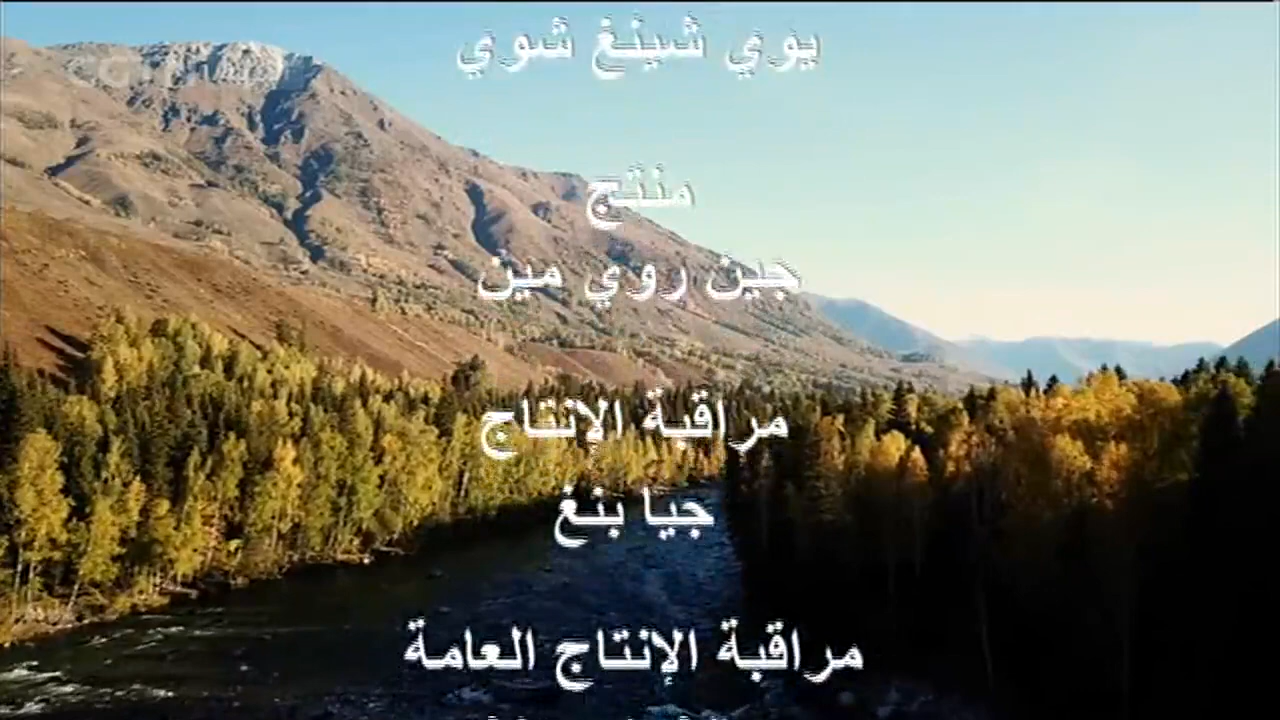 يوي شينغ شوي
منتج
جين روي مين
مراقبة الإنتاج
جيا بنغ
مراقبة الإنتاج العامة